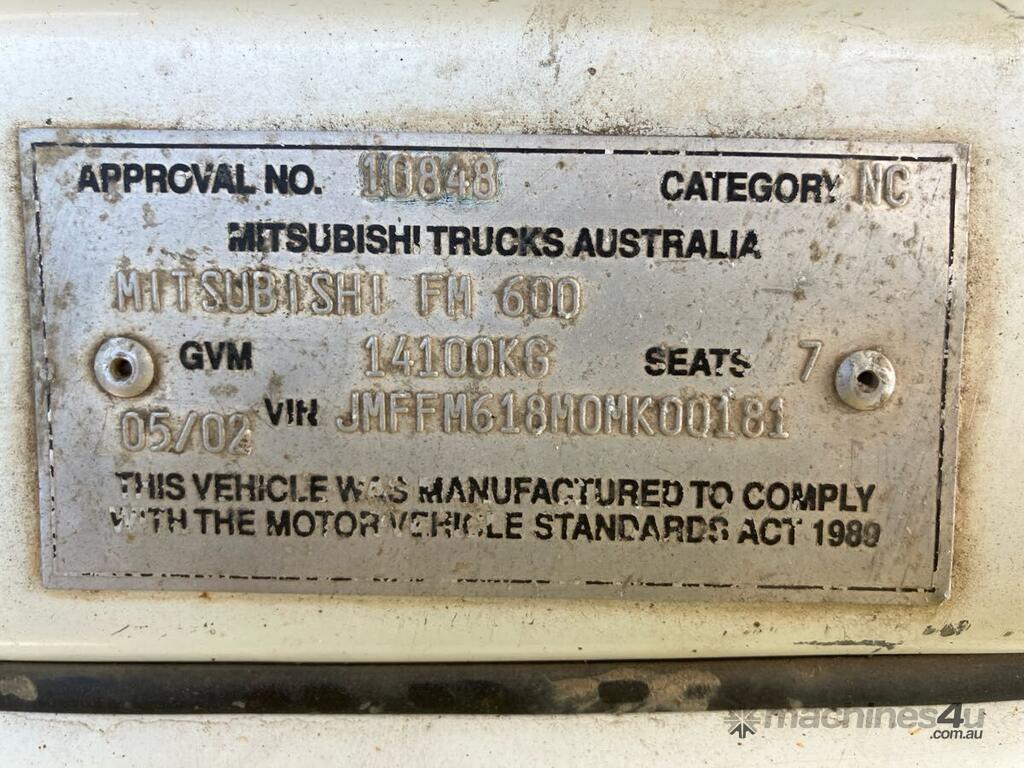 APPROVAL NO. 10848 CATEGORY NC
MITSUBISHI TRUCKS AUSTRALIA
MITSUBISHI FM 600
GVM 14100KG SEATS 7
05/02 VIN JMFFM618M0MK00181
THIS VEHICLE WAS MANUFACTURED TO COMPLY
WITH THE MOTOR VEHICLE STANDARDS ACT 1989
machines4u
.com.au